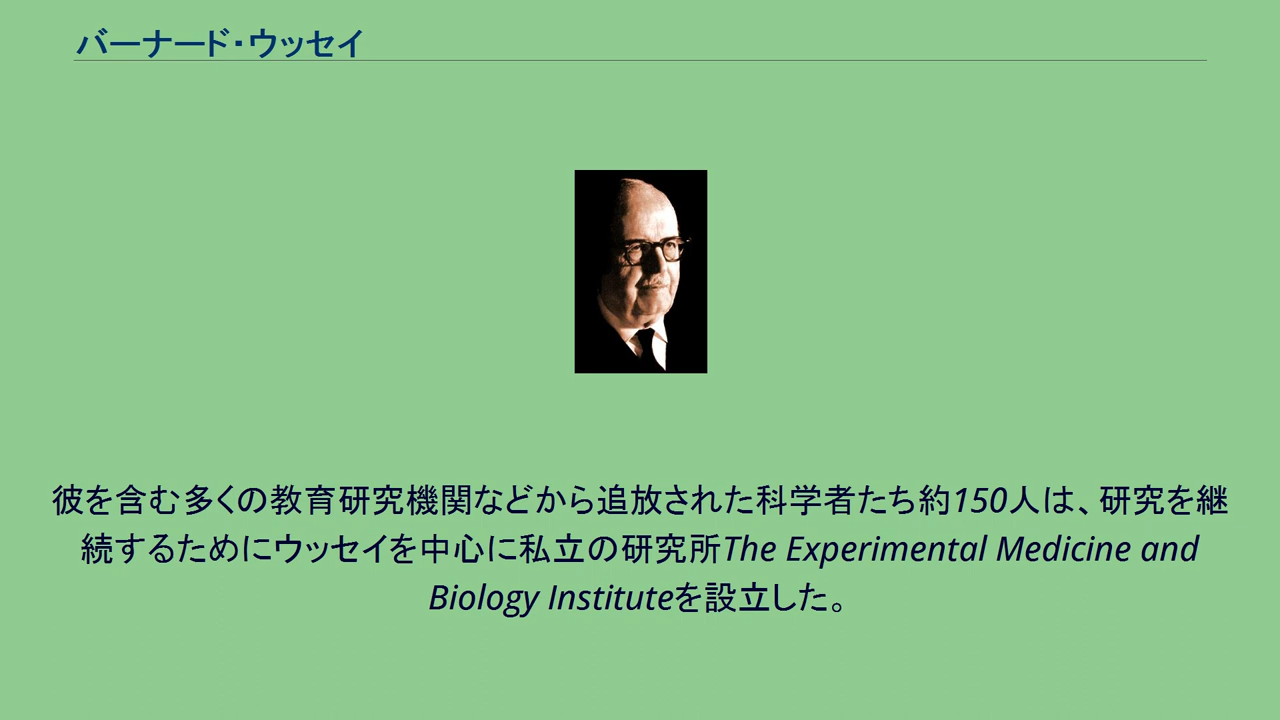 バーナード・ウッセイ
彼を含む多くの教育研究機関などから追放された科学者たち約150人は、研究を継
続するためにウッセイを中心に私立の研究所The Experimental Medicine and
Biology Instituteを設立した。